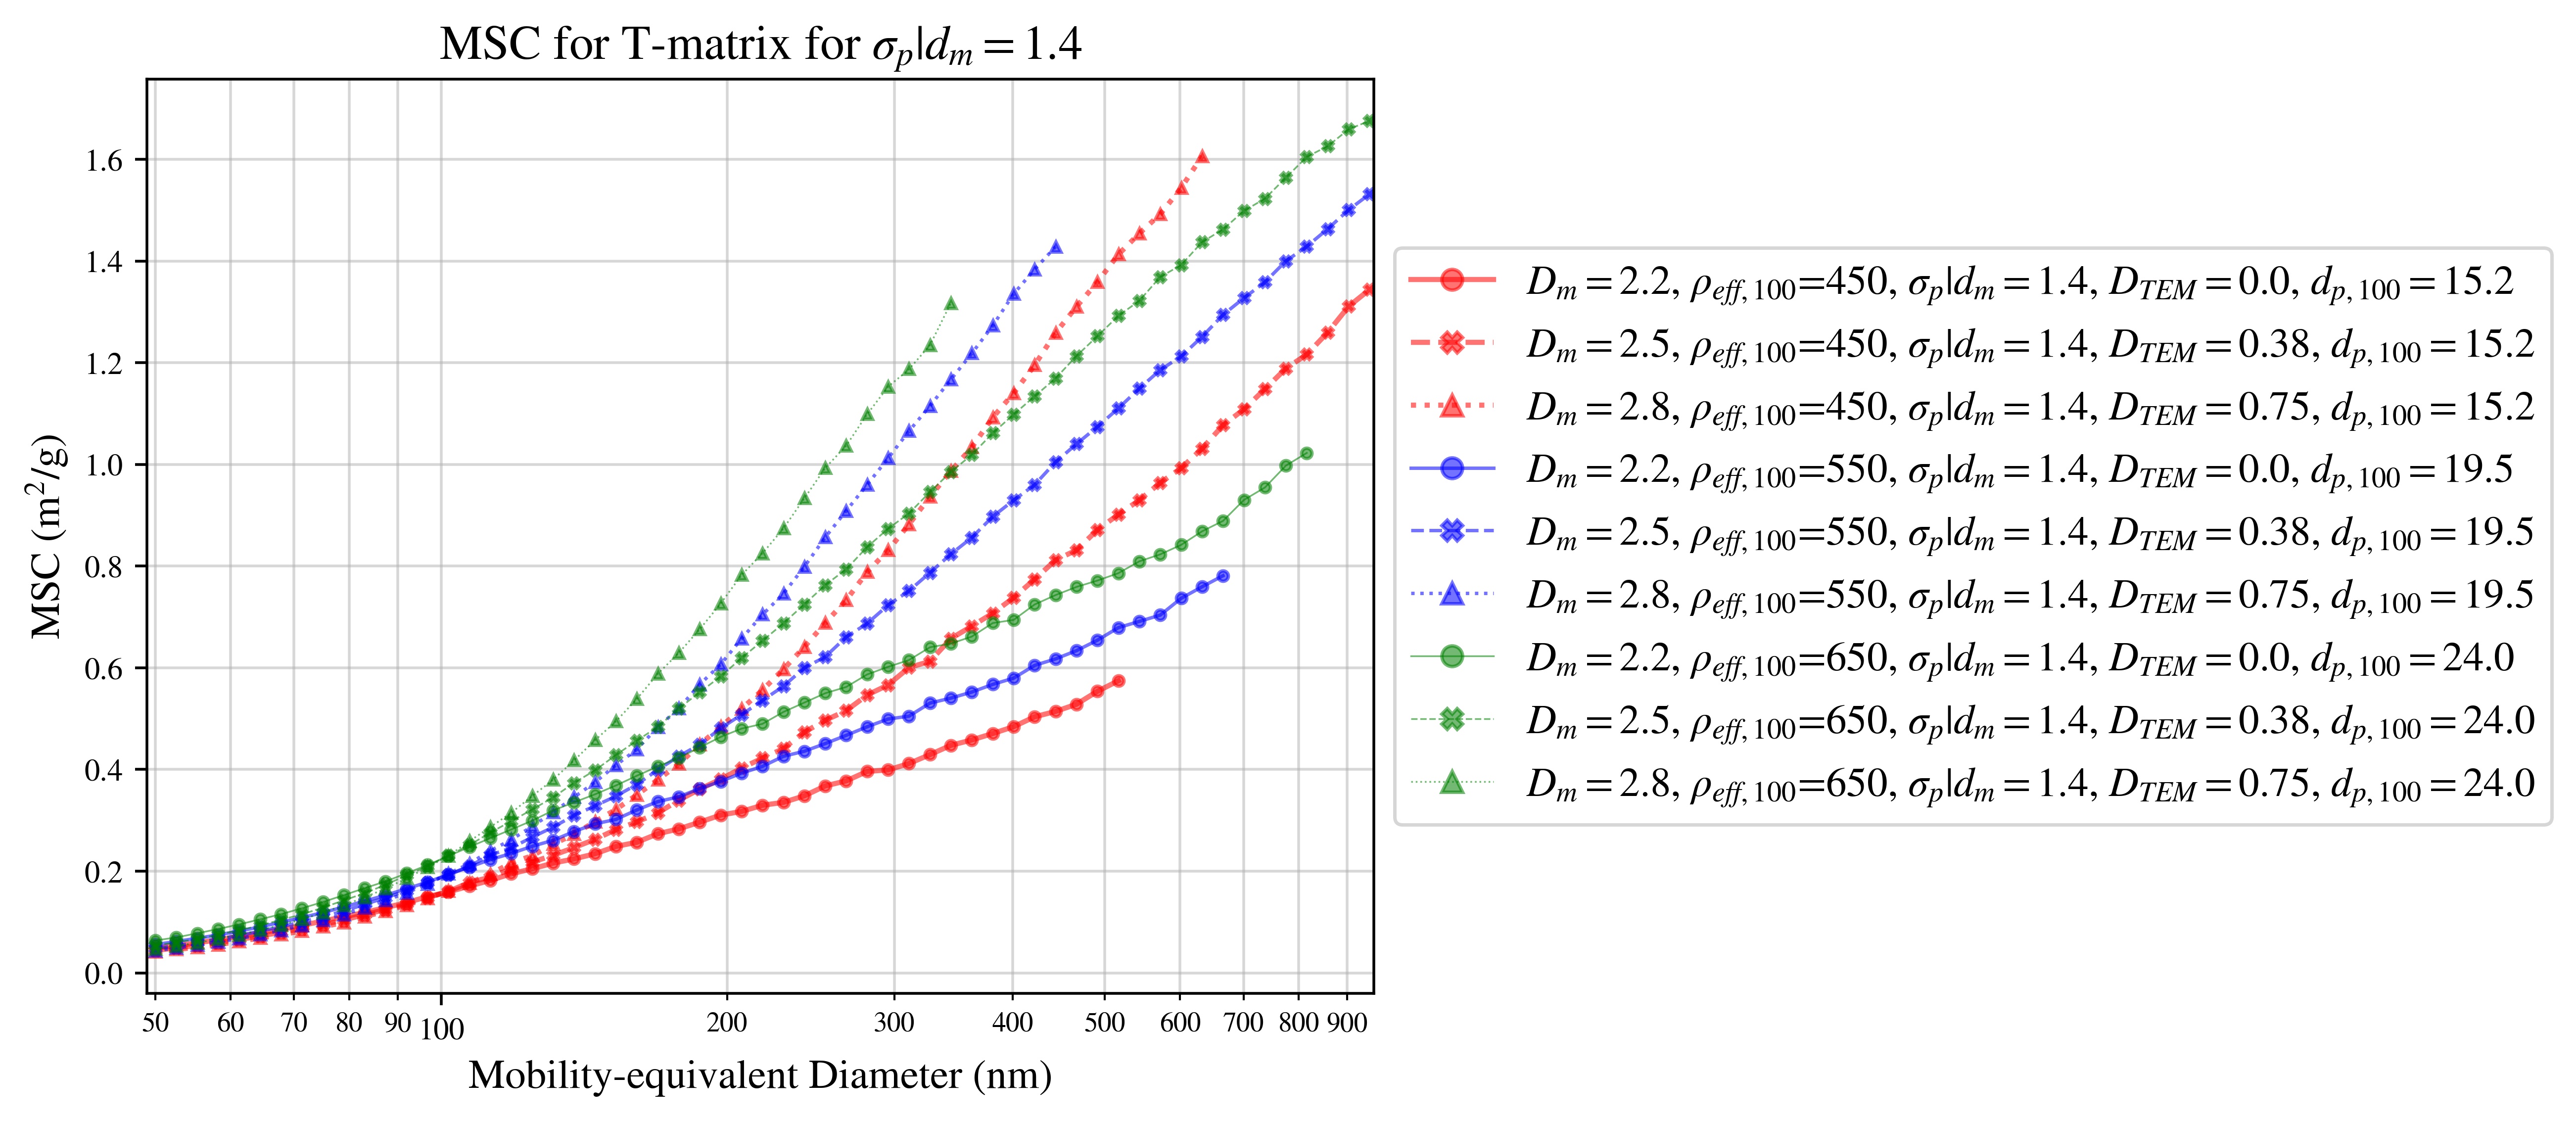 MSC for T-matrix for σp|dm = 1.4
MSC (m²/g)
1.6
1.4
1.2
1.0
0.8
0.6
0.4
0.2
0.0
50 60 70 80 90 100 200 300 400 500 600 700 800 900
Mobility-equivalent Diameter (nm)
Dm = 2.2, ρeff, 100=450, σp|dm = 1.4, DTEM = 0.0, dp, 100 = 15.2
Dm = 2.5, ρeff, 100=450, σp|dm = 1.4, DTEM = 0.38, dp, 100 = 15.2
Dm = 2.8, ρeff, 100=450, σp|dm = 1.4, DTEM = 0.75, dp, 100 = 15.2
Dm = 2.2, ρeff, 100=550, σp|dm = 1.4, DTEM = 0.0, dp, 100 = 19.5
Dm = 2.5, ρeff, 100=550, σp|dm = 1.4, DTEM = 0.38, dp, 100 = 19.5
Dm = 2.8, ρeff, 100=550, σp|dm = 1.4, DTEM = 0.75, dp, 100 = 19.5
Dm = 2.2, ρeff, 100=650, σp|dm = 1.4, DTEM = 0.0, dp, 100 = 24.0
Dm = 2.5, ρeff, 100=650, σp|dm = 1.4, DTEM = 0.38, dp, 100 = 24.0
Dm = 2.8, ρeff, 100=650, σp|dm = 1.4, DTEM = 0.75, dp, 100 = 24.0